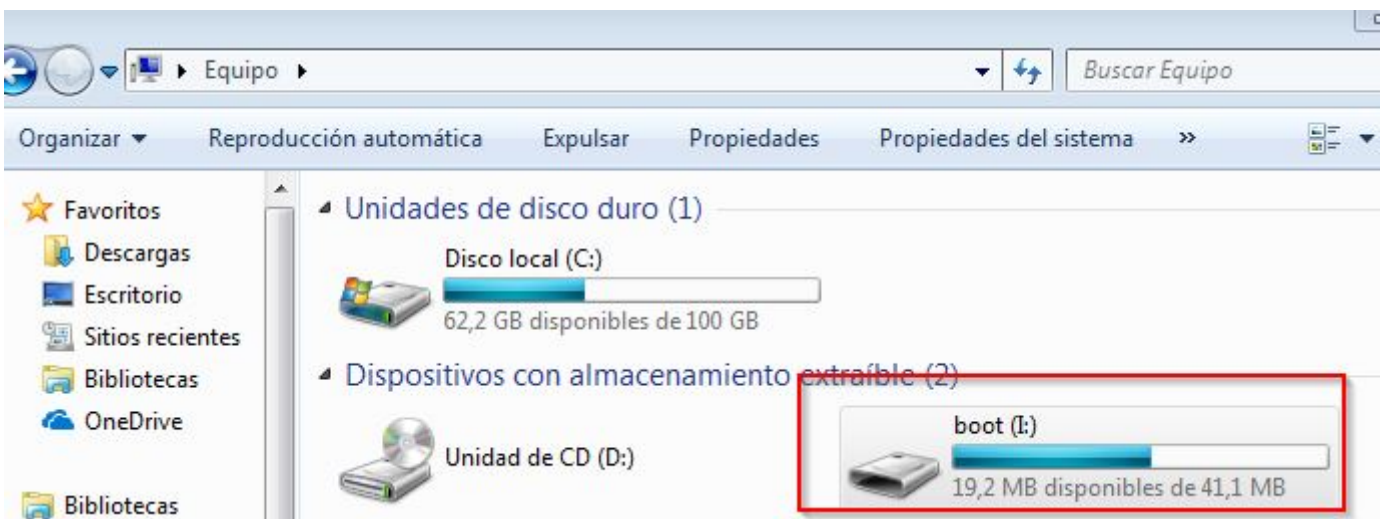 Equipo
Buscar Equipo
Organizar Reproducción automática Expulsar Propiedades Propiedades del sistema »
Favoritos
Descargas
Escritorio
Sitios recientes
Bibliotecas
OneDrive
Bibliotecas
Unidades de disco duro (1)
Disco local (C:)
62,2 GB disponibles de 100 GB
Dispositivos con almacenamiento extraíble (2)
Unidad de CD (D:)
boot (I:)
19,2 MB disponibles de 41,1 MB